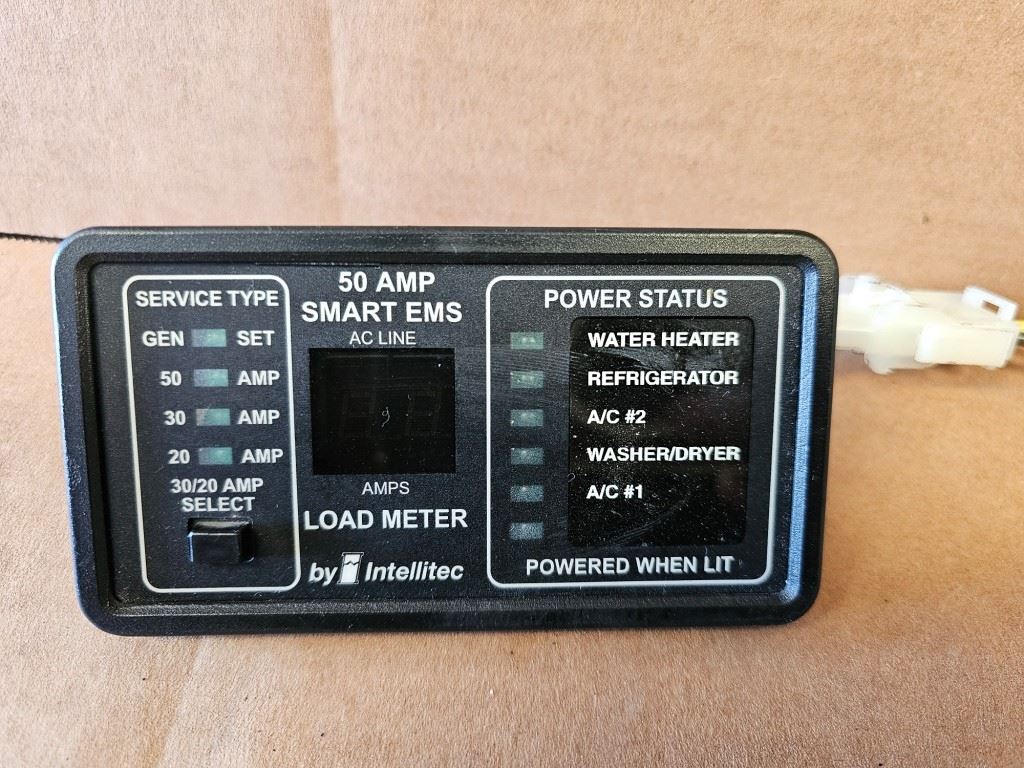 SERVICE TYPE
GEN SET
50 AMP
30 AMP
20 AMP
30/20 AMP
SELECT
50 AMP
SMART EMS
AC LINE
AMPS
LOAD METER
by Intellitec
POWER STATUS
WATER HEATER
REFRIGERATOR
A/C #2
WASHER/DRYER
A/C #1
POWERED WHEN LIT